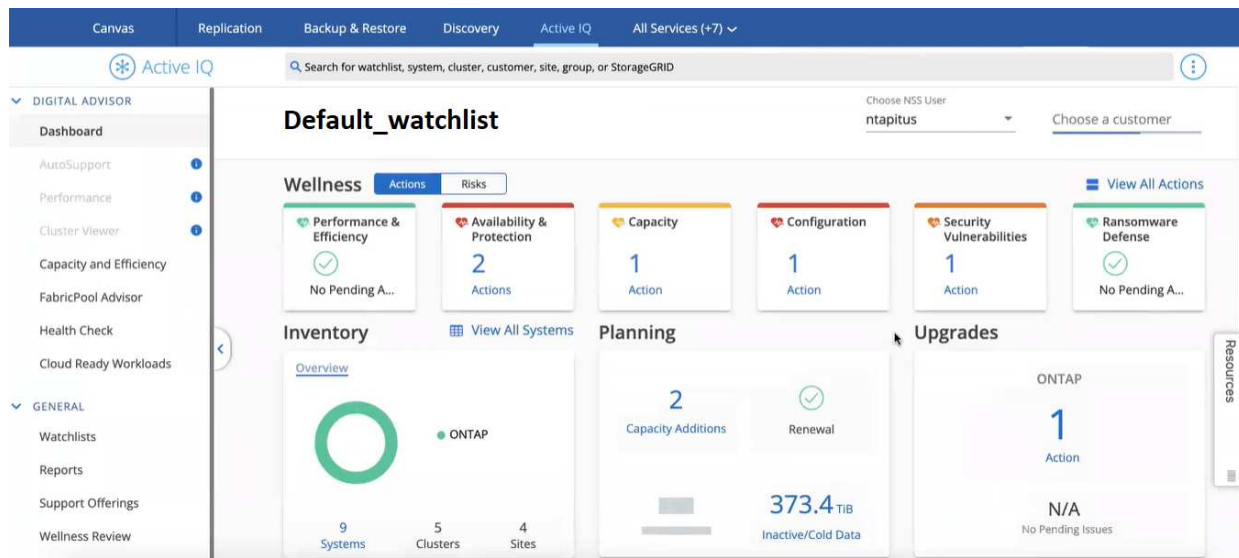 Canvas
Replication
Backup & Restore
Discovery
Active IQ
All Services (+7)
Active IQ
Search for watchlist, system, cluster, customer, site, group, or StorageGRID
DIGITAL ADVISOR
Dashboard
AutoSupport
Performance
Cluster Viewer
Capacity and Efficiency
FabricPool Advisor
Health Check
Cloud Ready Workloads
GENERAL
Watchlists
Reports
Support Offerings
Wellness Review
Default_watchlist
Choose NSS User
ntapitus
Choose a customer
Wellness
Actions
Risks
View All Actions
Performance &
Efficiency
No Pending A...
Availability &
Protection
2
Actions
Capacity
1
Action
Configuration
1
Action
Security
Vulnerabilities
1
Action
Ransomware
Defense
No Pending A...
Inventory
View All Systems
Overview
ONTAP
9
Systems
5
Clusters
4
Sites
Planning
2
Capacity Additions
Renewal
373.4 TiB
Inactive/Cold Data
Upgrades
ONTAP
1
Action
N/A
No Pending Issues
Resources